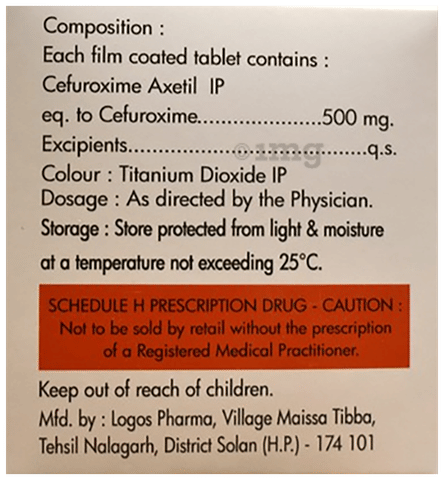 Composition :
Each film coated tablet contains :
Cefuroxime Axetil IP
eq. to Cefuroxime.....................500 mg.
Excipients.........................................q.s.
1mg
Colour : Titanium Dioxide IP
Dosage : As directed by the Physician.
Storage : Store protected from light & moisture
at a temperature not exceeding 25°C.
SCHEDULE H PRESCRIPTION DRUG - CAUTION :
Not to be sold by retail without the prescription
of a Registered Medical Practitioner.
Keep out of reach of children.
Mfd. by : Logos Pharma, Village Maissa Tibba,
Tehsil Nalagarh, District Solan (H.P.) - 174 101